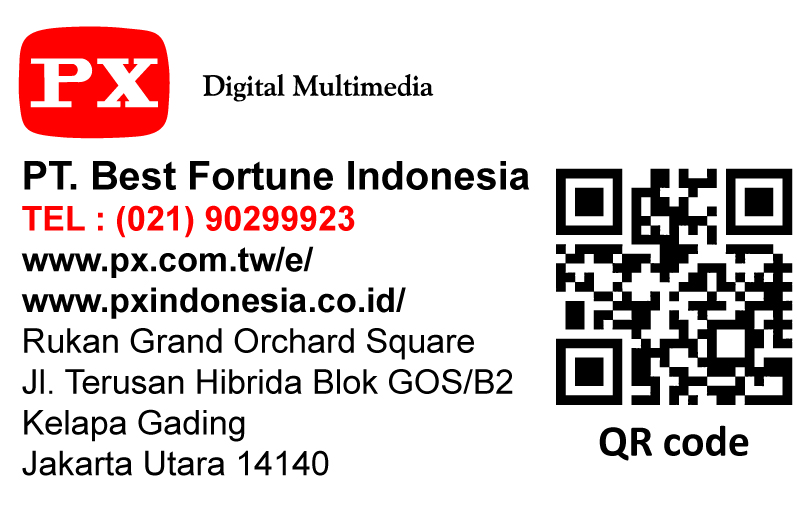 PX
Digital Multimedia
PT. Best Fortune Indonesia
TEL : (021) 90299923
www.px.com.tw/e/
www.pxindonesia.co.id/
Rukan Grand Orchard Square
Jl. Terusan Hibrida Blok GOS/B2
Kelapa Gading
Jakarta Utara 14140
QR code